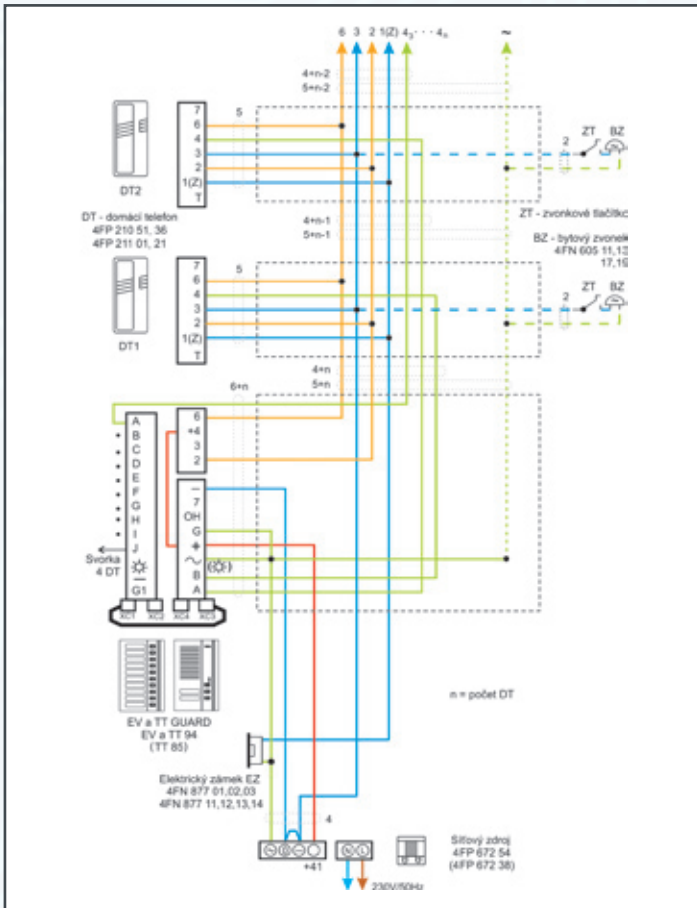 6 3 2 1(Z) 4₃ · · · 4ₙ ~
4+n-2
5+n-2
7
6
4
3
2
1(Z)
T
5
2
ZT BZ
DT2
DT - domácí telefon
4FP 210 51, 36
4FP 211 01, 21
4+n-1
5+n-1
ZT - zvonkové tlačítko
BZ - bytový zvonek
4FN 605 11,13
17,19
7
6
4
3
2
1(Z)
T
5
2
ZT BZ
DT1
4+n
5+n
6+n
A
B
C
D
E
F
G
H
I
J
G1
6
+4
3
2
–
7
OH
G
+
~
B
A
Svorka
4 DT
XC1 XC2 XC4 XC3
EV a TT GUARD
EV a TT 94
(TT 85)
n = počet DT
Elektrický zámek EZ
4FN 877 01,02,03
4FN 877 11,12,13,14
4
+41
N L
230V/50Hz
Síťový zdroj
4FP 672 54
(4FP 672 38)